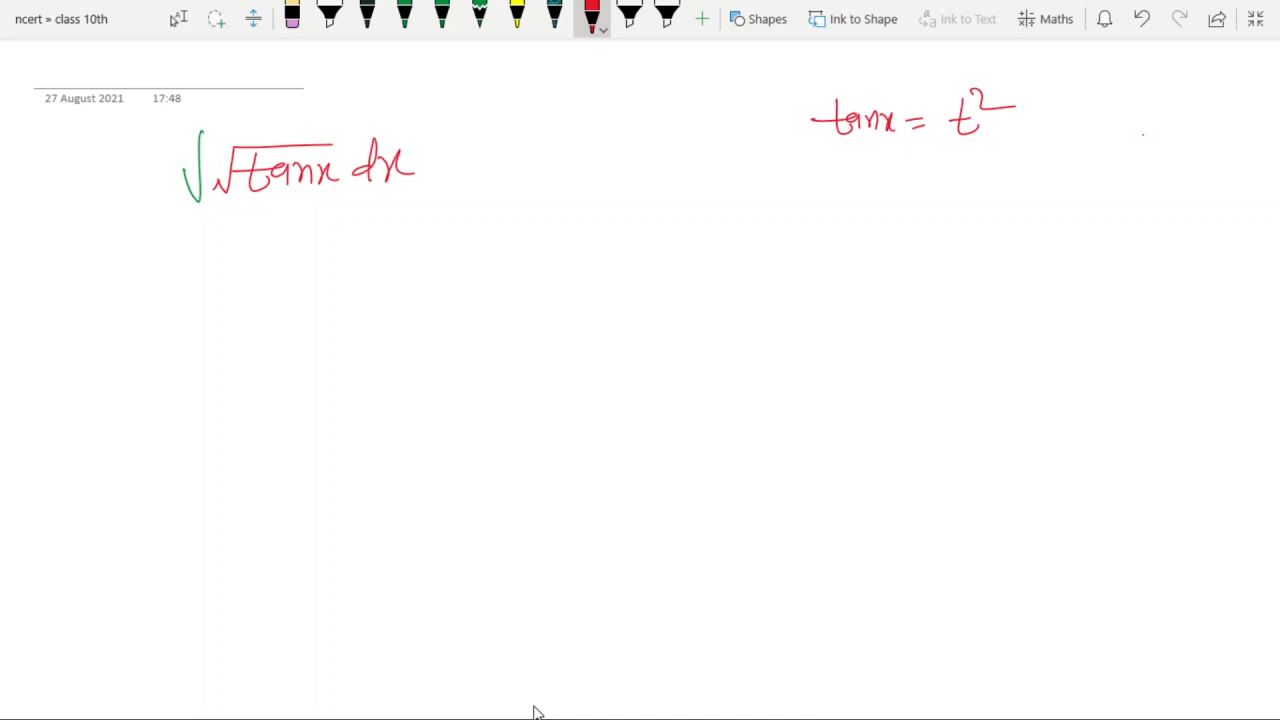 ncert » class 10th
Shapes
Ink to Shape
Ink to Text
Maths
27 August 2021 17:48
tanx = t²
∫√tanx dx